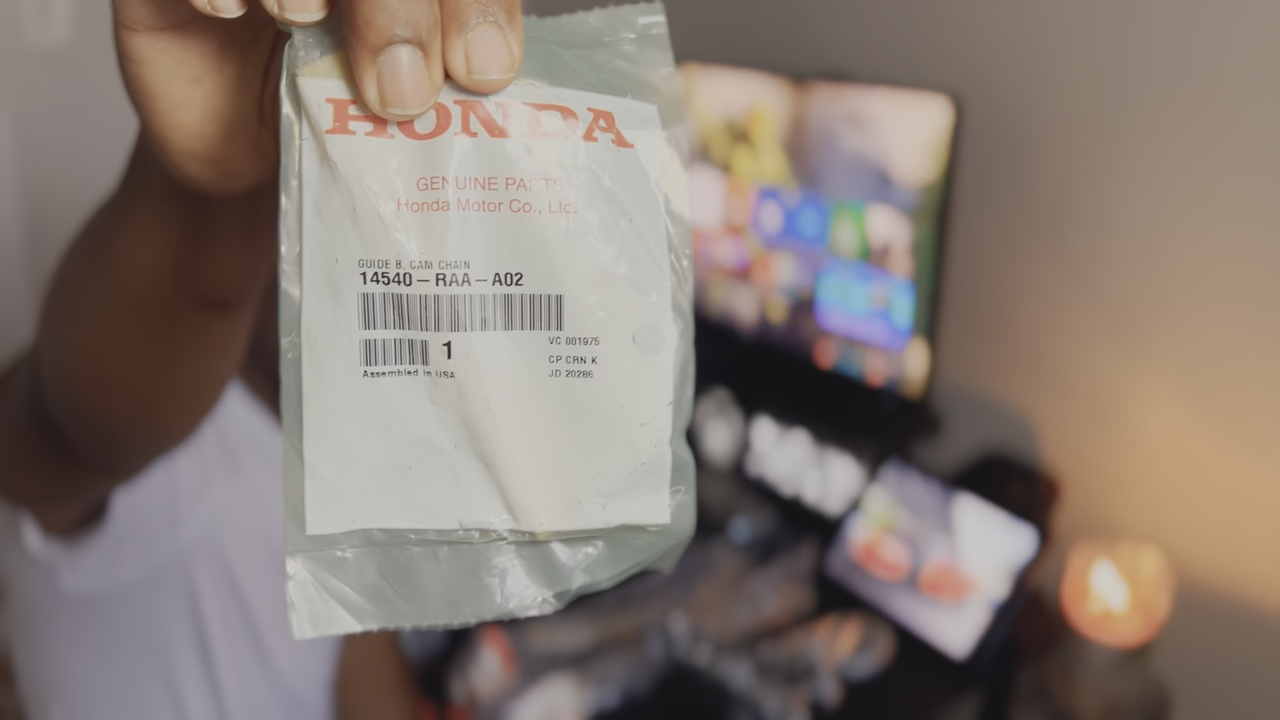 HONDA
GENUINE PARTS
Honda Motor Co., Ltd.
GUIDE B, CAM CHAIN
14540-RAA-A02
1
VC 001975
CP CRN K
Assembled in USA
JD 20286